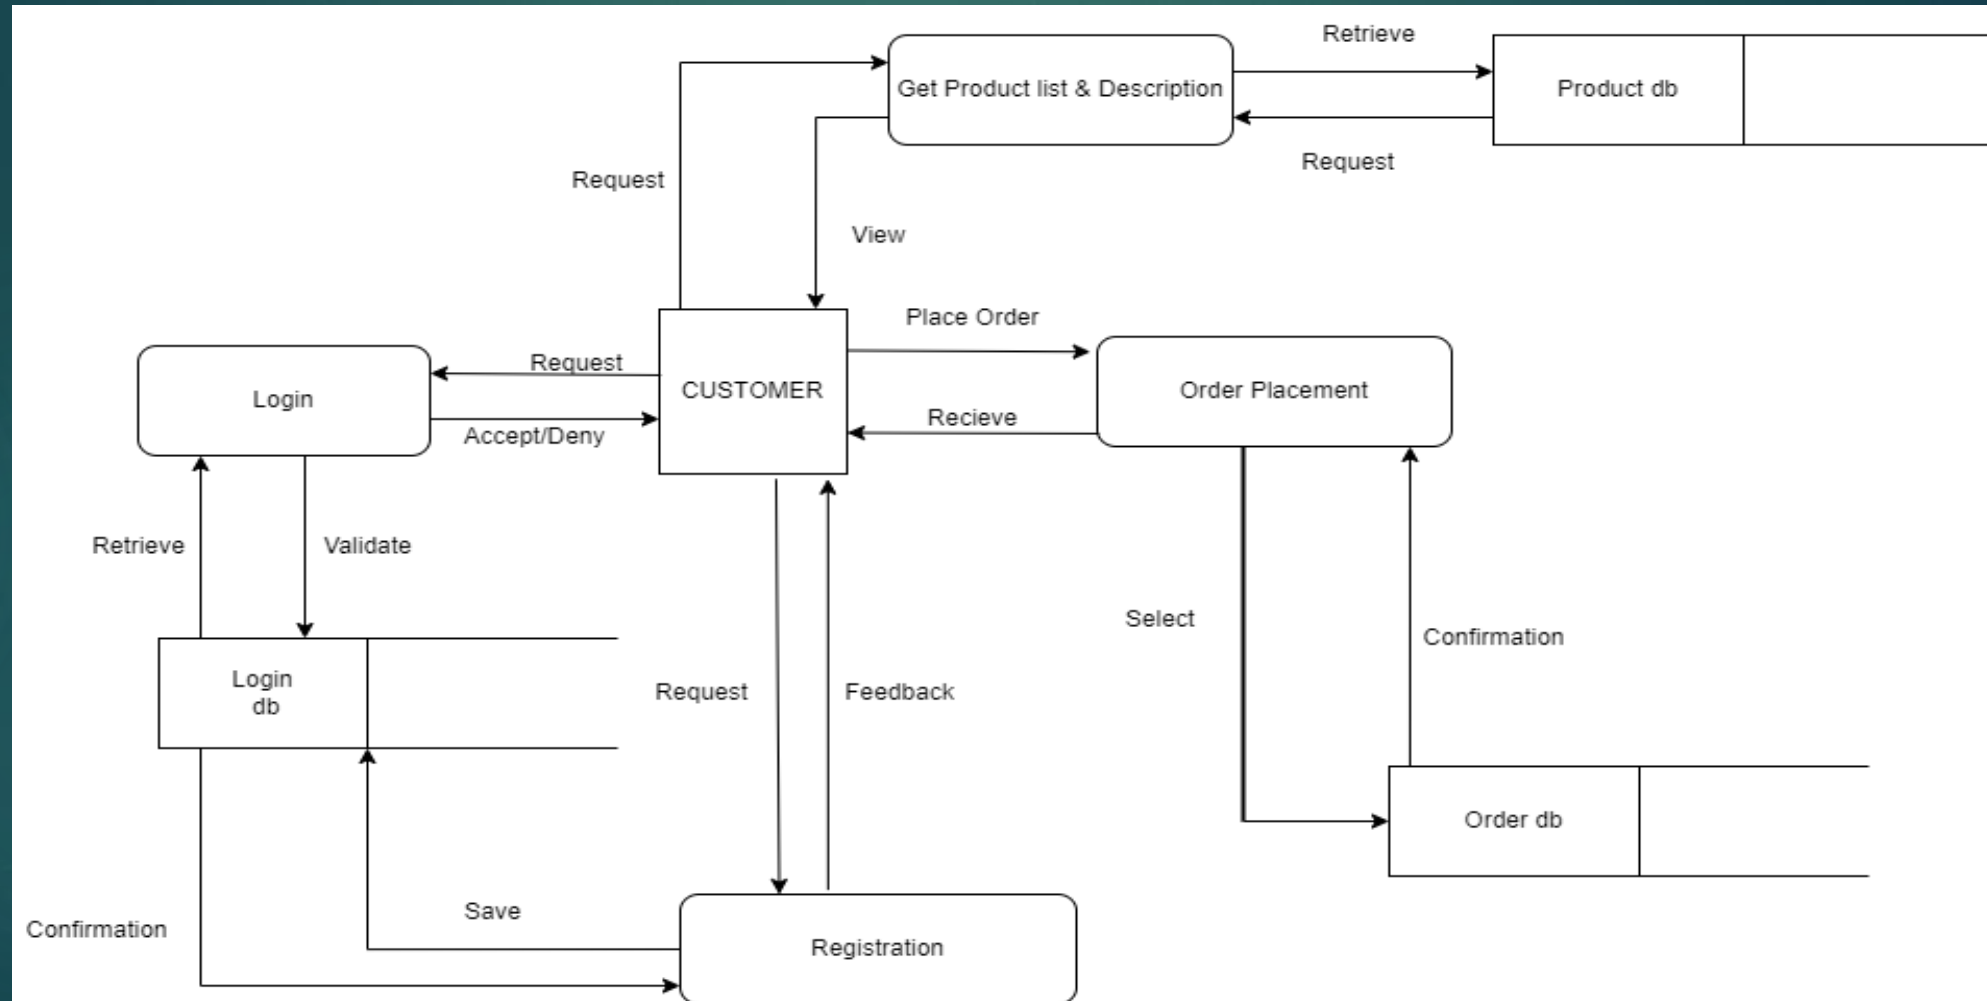 Retrieve
Get Product list & Description
Product db
Request
Request
View
Place Order
Request
Login
CUSTOMER
Order Placement
Recieve
Accept/Deny
Retrieve
Validate
Select
Confirmation
Login
db
Request
Feedback
Order db
Save
Confirmation
Registration